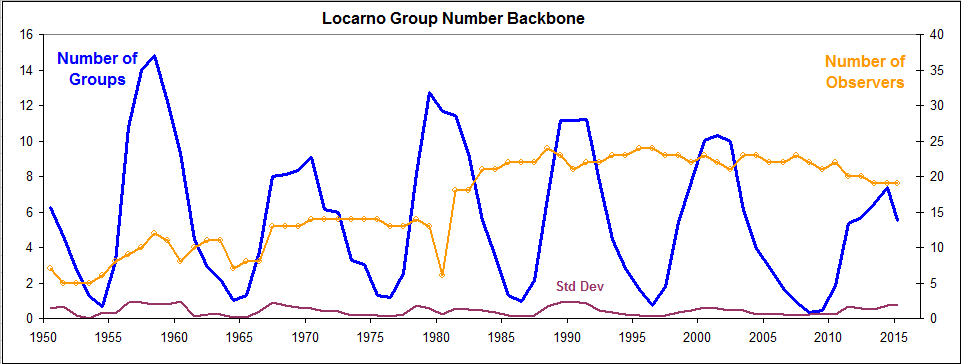 Locarno Group Number Backbone
16
14
12
10
8
6
4
2
0
Number of
Groups
Number of
Observers
Std Dev
40
35
30
25
20
15
10
5
0
1950 1955 1960 1965 1970 1975 1980 1985 1990 1995 2000 2005 2010 2015